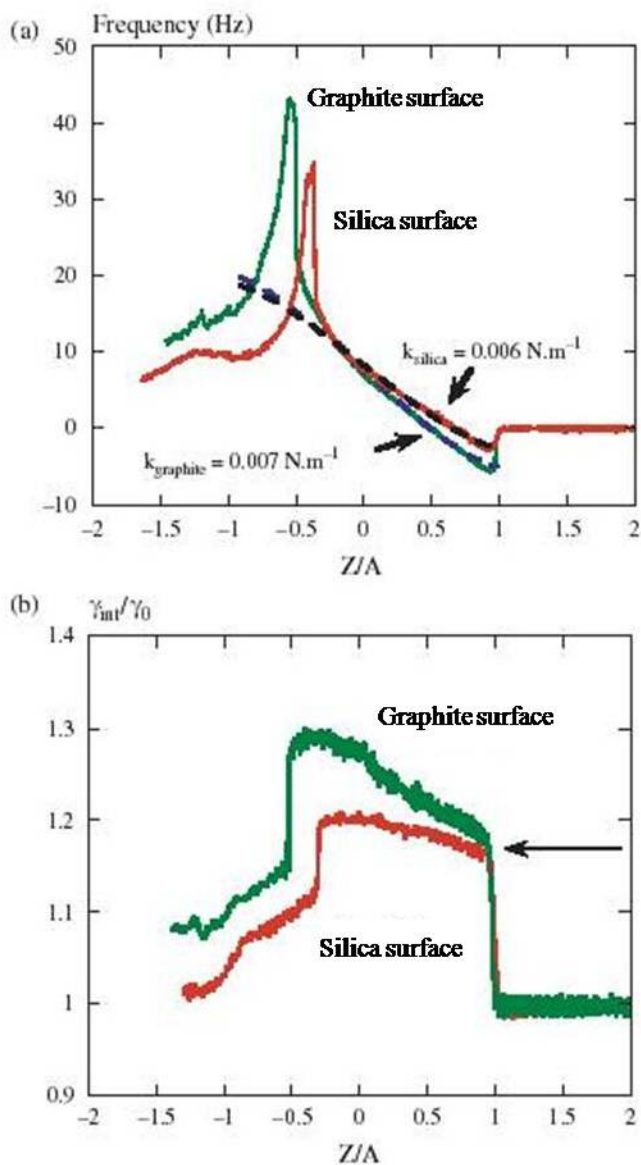 (a) Frequency (Hz)
50
40
30
20
10
0
−10
Graphite surface
Silica surface
k_silica = 0.006 N.m⁻¹
k_graphite = 0.007 N.m⁻¹
−2 −1.5 −1 −0.5 0 0.5 1 1.5 2
Z/A
(b) γ_int/γ_0
1.4
1.3
1.2
1.1
1
0.9
Graphite surface
Silica surface
−2 −1.5 −1 −0.5 0 0.5 1 1.5 2
Z/A